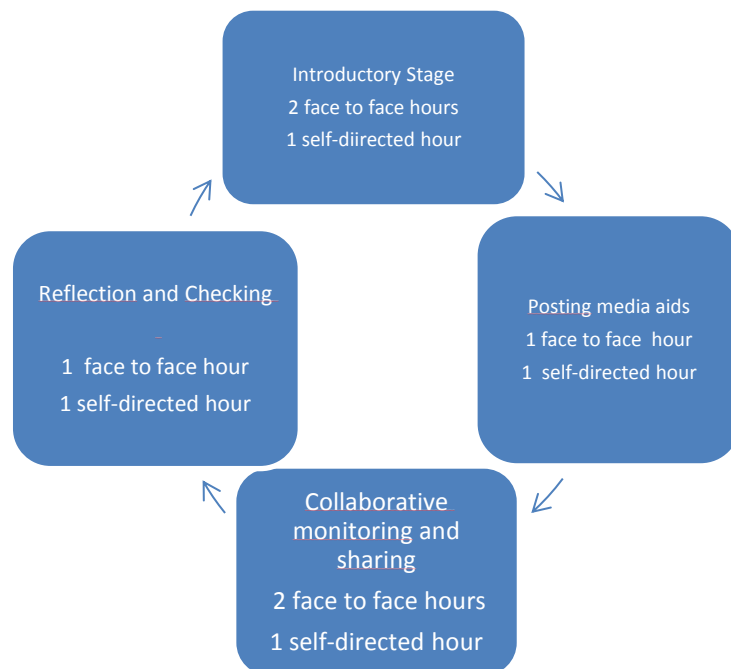 Introductory Stage
2 face to face hours
1 self-diirected hour
Posting media aids
1 face to face  hour
1  self-directed hour
Collaborative
monitoring and
sharing
2 face to face hours
1 self-directed hour
Reflection and Checking
1  face to face hour
1 self-directed hour